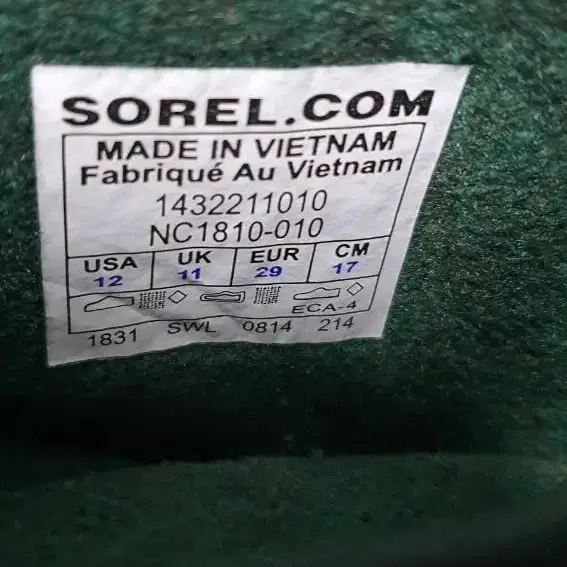 SOREL.COM
MADE IN VIETNAM
Fabriqué Au Vietnam
1432211010
NC1810-010
USA UK EUR CM
12 11 29 17
ECA-4
1831 SWL 0814 214